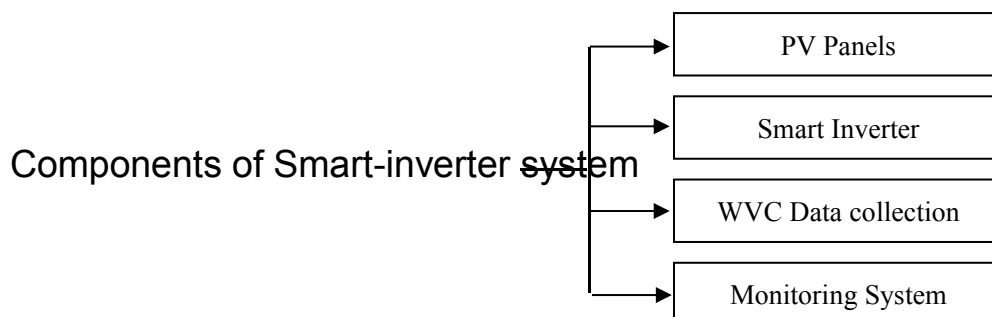 PV Panels
Smart Inverter
Components of Smart-inverter system
WVC Data collection
Monitoring System